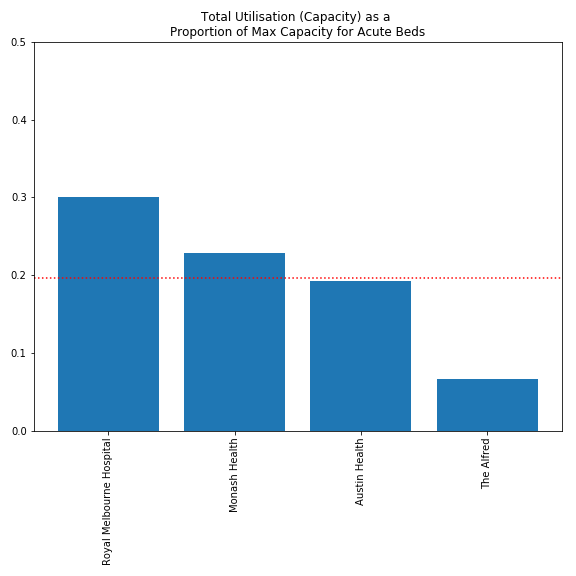 Total Utilisation (Capacity) as a
Proportion of Max Capacity for Acute Beds
0.5
0.4
0.3
0.2
0.1
0.0
Royal Melbourne Hospital
Monash Health
Austin Health
The Alfred